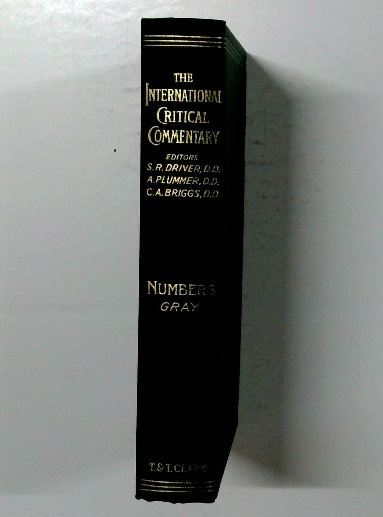 THE
INTERNATIONAL
CRITICAL
COMMENTARY
EDITORS
S.R. DRIVER, D.D.
A. PLUMMER, D.D.
C.A. BRIGGS, D.D.
NUMBERS
GRAY
T. & T. CLARK